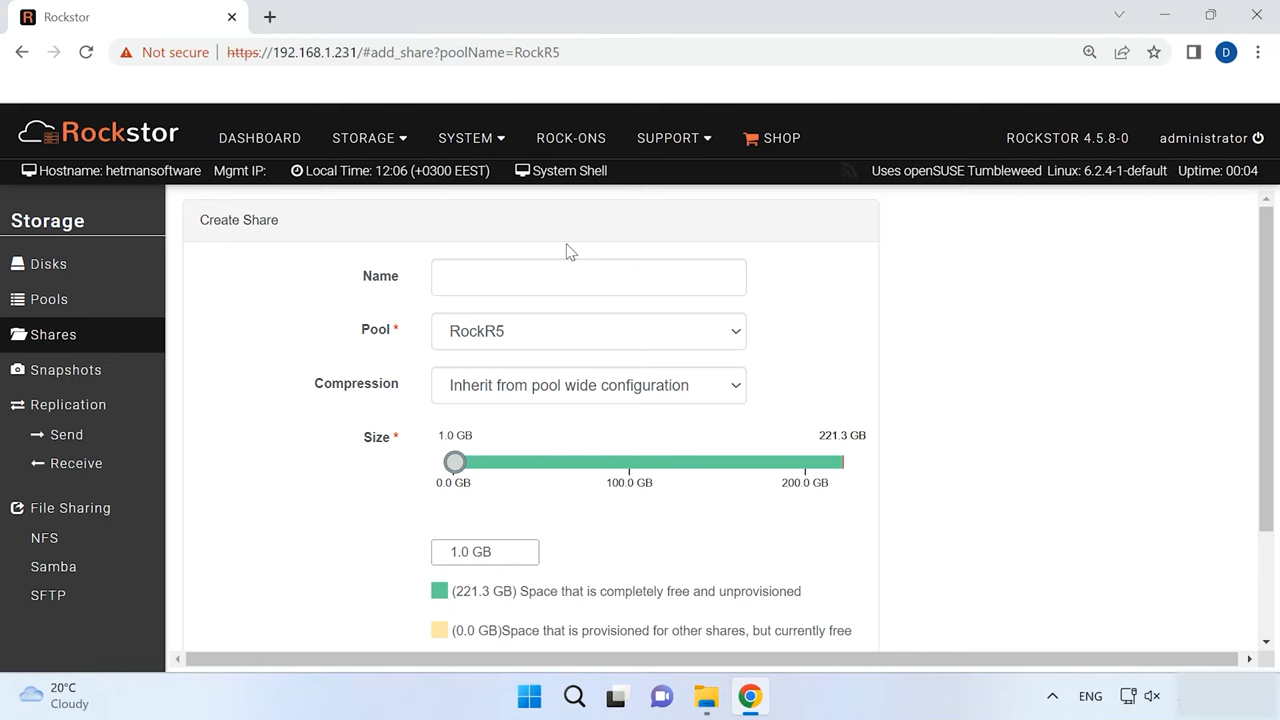 Rockstor
Not secure https://192.168.1.231/#add_share?poolName=RockR5
D
Rockstor DASHBOARD STORAGE SYSTEM ROCK-ONS SUPPORT SHOP ROCKSTOR 4.5.8-0 administrator
Hostname: hetmansoftware Mgmt IP: Local Time: 12:06 (+0300 EEST) System Shell Uses openSUSE Tumbleweed Linux: 6.2.4-1-default Uptime: 00:04
Storage
Disks
Pools
Shares
Snapshots
Replication
Send
Receive
File Sharing
NFS
Samba
SFTP
Create Share
Name
Pool * RockR5
Compression Inherit from pool wide configuration
Size * 1.0 GB 221.3 GB
0.0 GB 100.0 GB 200.0 GB
1.0 GB
(221.3 GB) Space that is completely free and unprovisioned
(0.0 GB)Space that is provisioned for other shares, but currently free
20°C
Cloudy
ENG